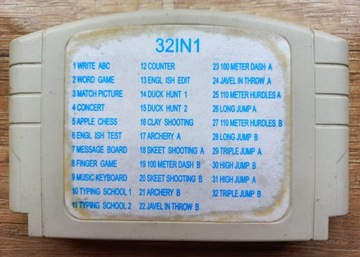 32IN1
1 WRITE ABC
2 WORD GAME
3 MATCH PICTURE
4 CONCERT
5 APPLE CHESS
6 ENGL ISH TEST
7 MESSAGE BOARD
8 FINGER GAME
9 MUSIC KEYBOARD
10 TYPING SCHOOL 1
11 TYPING SCHOOL 2
12 COUNTER
13 ENGL ISH EDIT
14 DUCK HUNT 1
15 DUCK HUNT 2
16 CLAY SHOOTING
17 ARCHERY A
18 SKEET SHOOTING A
19 100 METER DASH B
20 SKEET SHOOTING B
21 ARCHERY B
22 JAVEL IN THROW B
23 100 METER DASH A
24 JAVEL IN THROW A
25 110 METER HURDLES A
26 LONG JUMP A
27 110 METER HURDLES B
28 LONG JUMP B
29 TRIPLE JUMP A
30 HIGH JUMP B
31 HIGH JUMP A
32 TRIPLE JUMP B